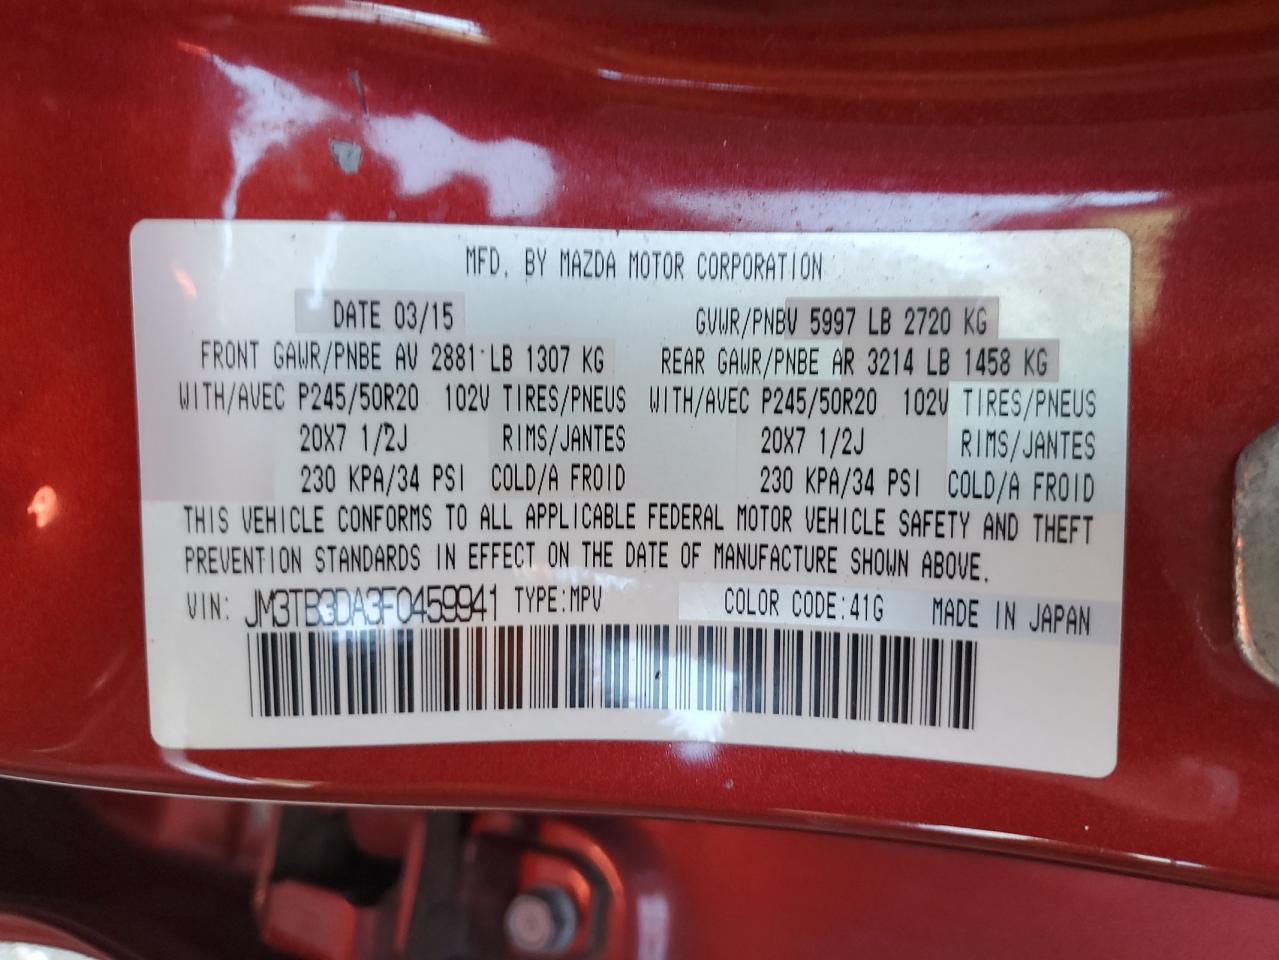 MFD. BY MAZDA MOTOR CORPORATION
DATE 03/15 GVWR/PNBV 5997 LB 2720 KG
FRONT GAWR/PNBE AV 2881 LB 1307 KG REAR GAWR/PNBE AR 3214 LB 1458 KG
WITH/AVEC P245/50R20 102V TIRES/PNEUS WITH/AVEC P245/50R20 102V TIRES/PNEUS
20X7 1/2J RIMS/JANTES 20X7 1/2J RIMS/JANTES
230 KPA/34 PSI COLD/A FROID 230 KPA/34 PSI COLD/A FROID
THIS VEHICLE CONFORMS TO ALL APPLICABLE FEDERAL MOTOR VEHICLE SAFETY AND THEFT
PREVENTION STANDARDS IN EFFECT ON THE DATE OF MANUFACTURE SHOWN ABOVE.
VIN: JM3TB3DA3F0459941 TYPE:MPV COLOR CODE:41G MADE IN JAPAN